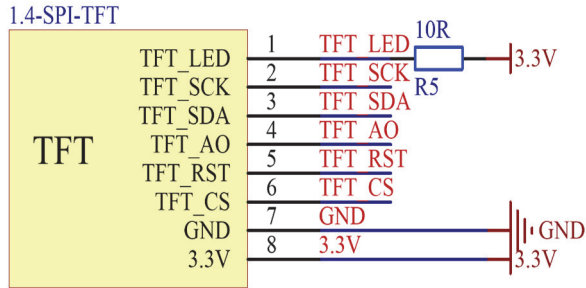 1.4-SPI-TFT
TFT
TFT_LED 1 TFT_LED 10R R5 3.3V
TFT_SCK 2 TFT_SCK
TFT_SDA 3 TFT_SDA
TFT_AO 4 TFT_AO
TFT_RST 5 TFT_RST
TFT_CS 6 TFT_CS
GND 7 GND GND
3.3V 8 3.3V 3.3V